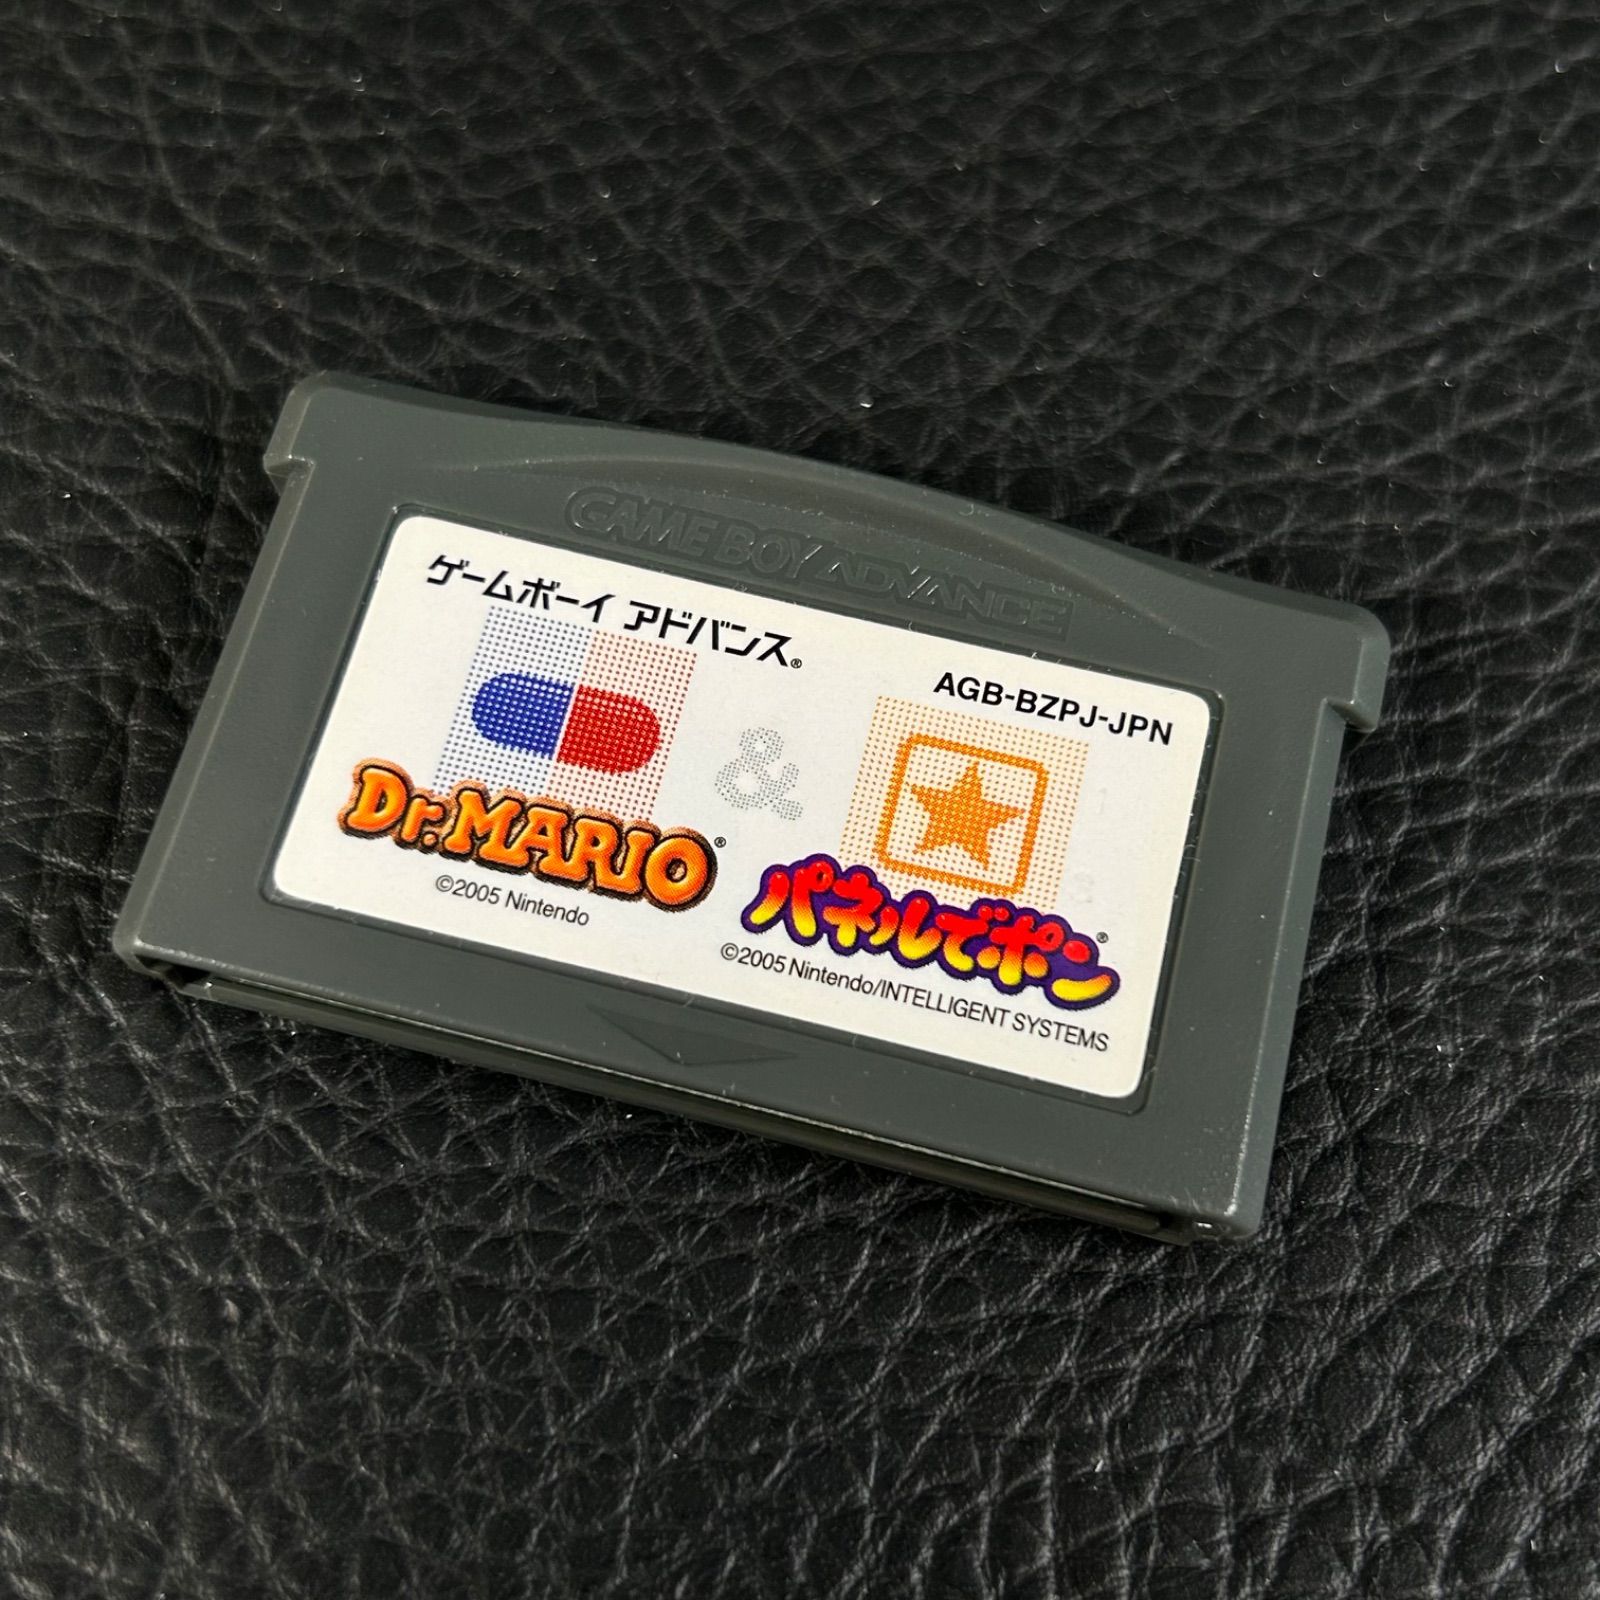 GAME BOY ADVANCE
ゲームボーイ アドバンス®
AGB-BZPJ-JPN
&
Dr.MARIO®
©2005 Nintendo
パネルでポン®
©2005 Nintendo/INTELLIGENT SYSTEMS